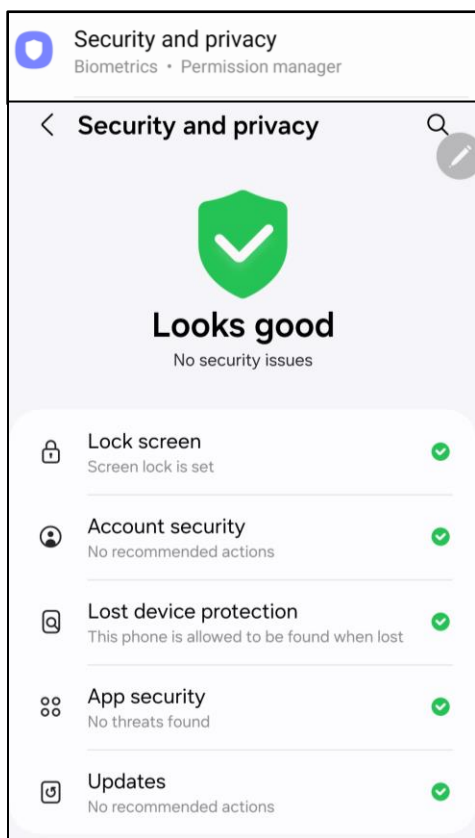 Security and privacy
Biometrics • Permission manager
Security and privacy
Looks good
No security issues
Lock screen
Screen lock is set
Account security
No recommended actions
Lost device protection
This phone is allowed to be found when lost
App security
No threats found
Updates
No recommended actions